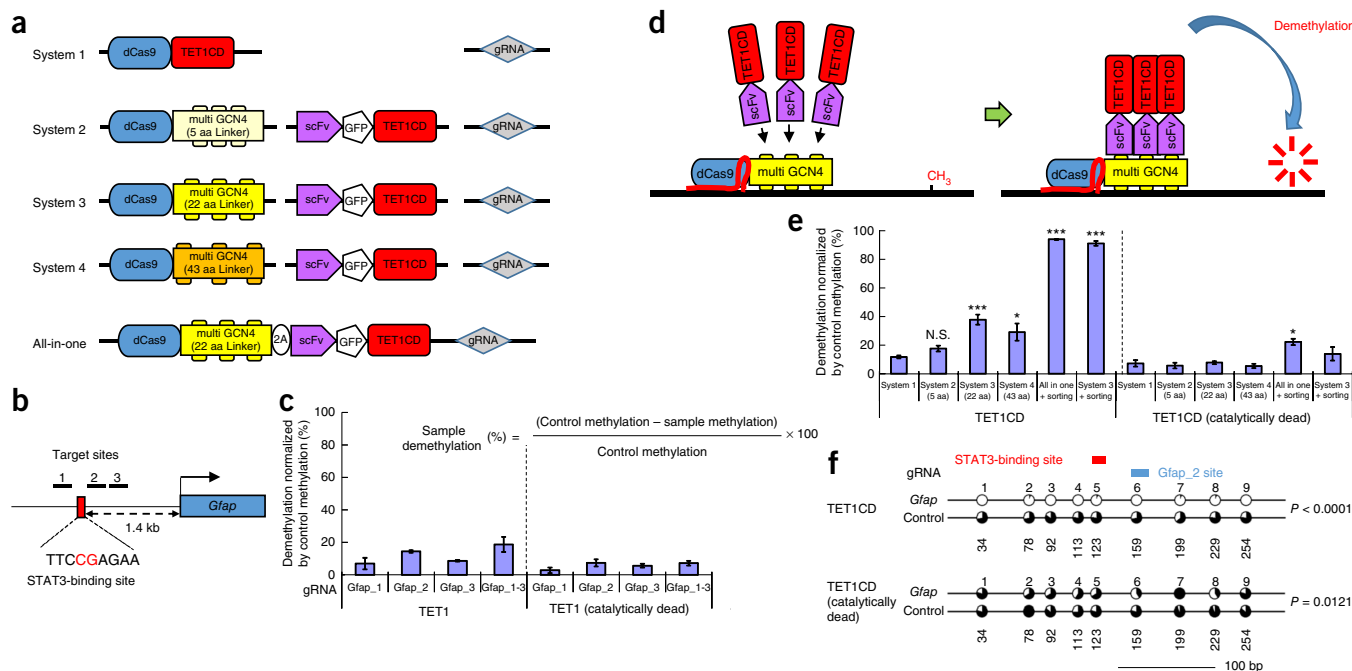 a
System 1
dCas9
TET1CD
gRNA
System 2
dCas9
multi GCN4
(5 aa Linker)
scFv
GFP
TET1CD
gRNA
System 3
dCas9
multi GCN4
(22 aa Linker)
scFv
GFP
TET1CD
gRNA
System 4
dCas9
multi GCN4
(43 aa Linker)
scFv
GFP
TET1CD
gRNA
All-in-one
dCas9
multi GCN4
(22 aa Linker)
2A
scFv
GFP
TET1CD
gRNA
b
Target sites
1 2 3
Gfap
1.4 kb
TTCCGAGAA
STAT3-binding site
c
Demethylation normalized
by control methylation (%)
100
80
60
40
20
0
Sample
demethylation (%) = (Control methylation – sample methylation)
Control methylation
× 100
gRNA Gfap_1 Gfap_2 Gfap_3 Gfap_1-3 Gfap_1 Gfap_2 Gfap_3 Gfap_1-3
TET1 TET1 (catalytically dead)
d
TET1CD TET1CD TET1CD
scFv scFv scFv
dCas9
multi GCN4
CH3
Demethylation
TET1CD TET1CD TET1CD
scFv scFv scFv
dCas9
multi GCN4
e
Demethylation normalized
by control methylation (%)
100
80
60
40
20
0
N.S. *** * *** *** *
System 1
System 2
(5 aa)
System 3
(22 aa)
System 4
(43 aa)
All in one
+ sorting
System 3
+ sorting
System 1
System 2
(5 aa)
System 3
(22 aa)
System 4
(43 aa)
All in one
+ sorting
System 3
+ sorting
TET1CD TET1CD (catalytically dead)
f
STAT3-binding site
gRNA Gfap_2 site
1 2 3 4 5 6 7 8 9
TET1CD
Gfap
Control
P < 0.0001
34 78 92 113 123 159 199 229 254
1 2 3 4 5 6 7 8 9
TET1CD
(catalytically
dead)
Gfap
Control
P = 0.0121
34 78 92 113 123 159 199 229 254
100 bp